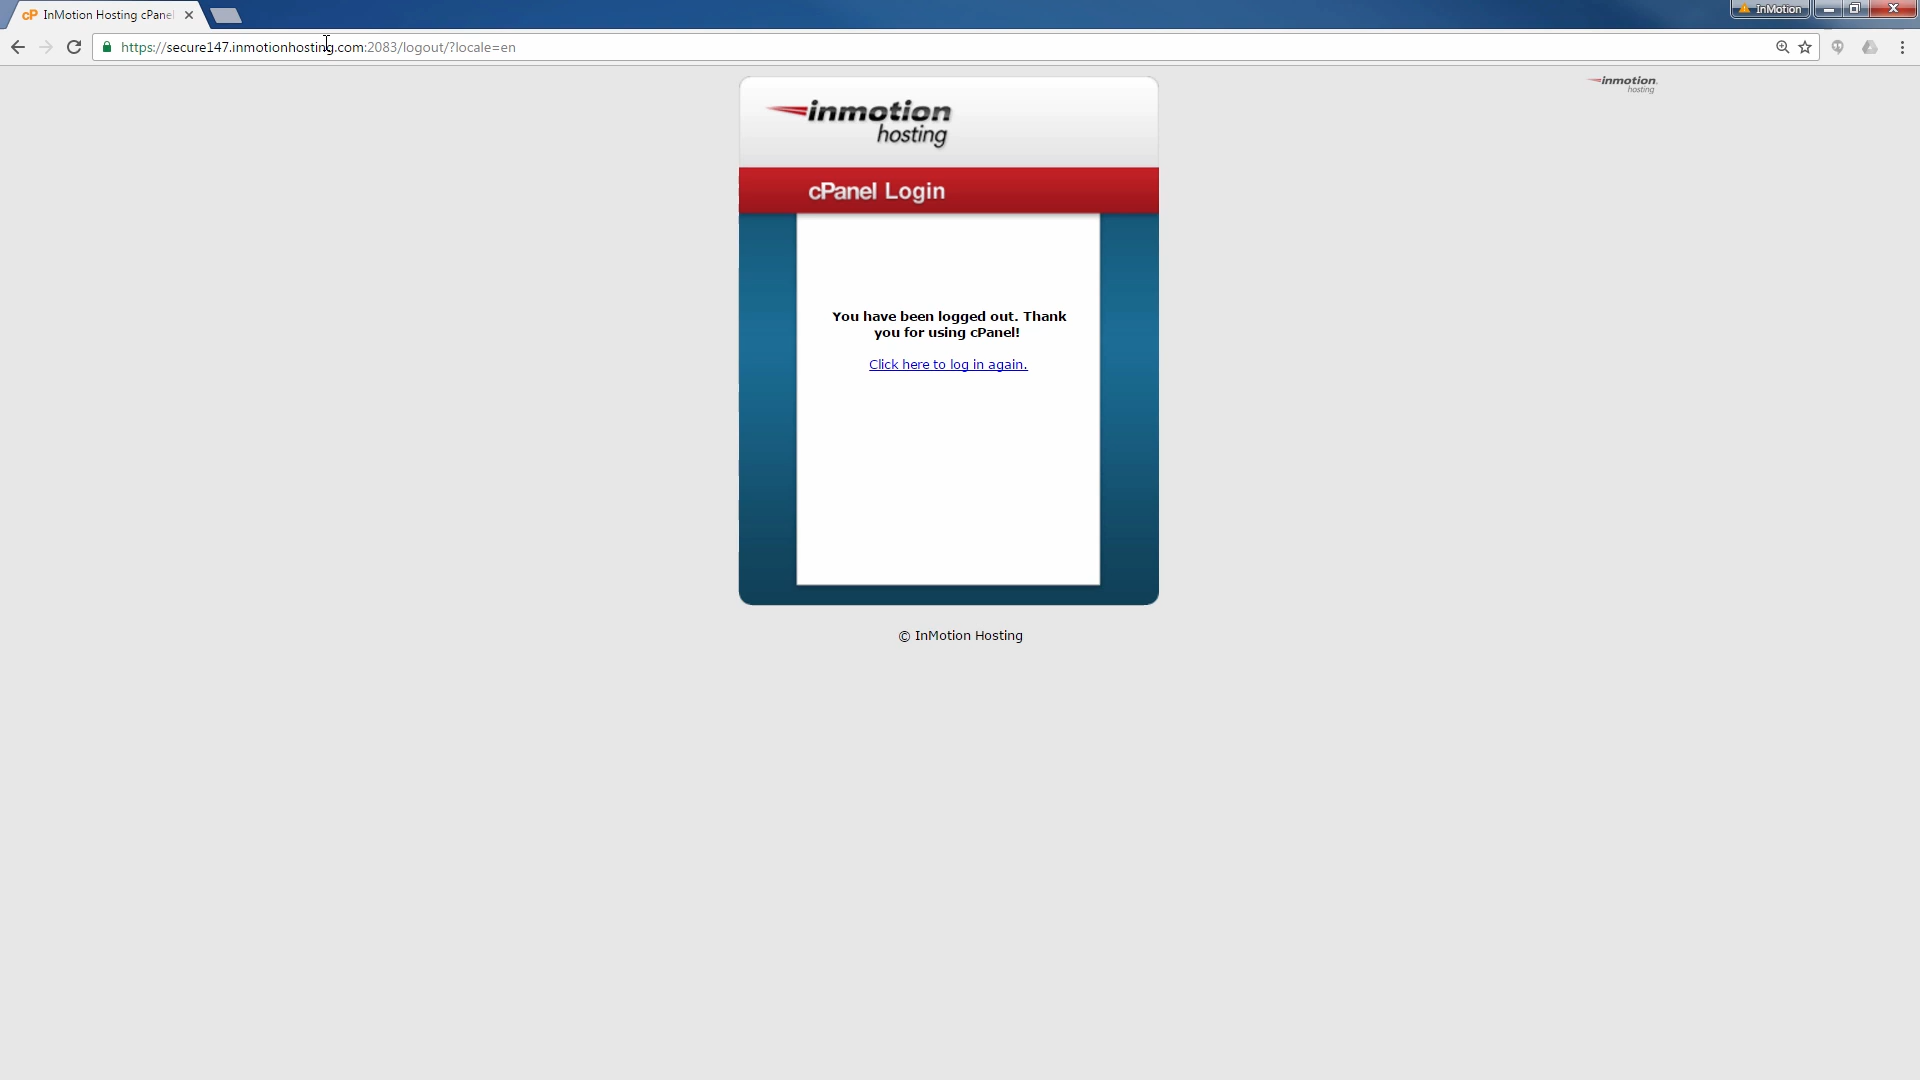 cP InMotion Hosting cPanel
InMotion
https://secure147.inmotionhosting.com:2083/logout/?locale=en
inmotion
hosting
inmotion
hosting
cPanel Login
You have been logged out. Thank
you for using cPanel!
Click here to log in again.
© InMotion Hosting